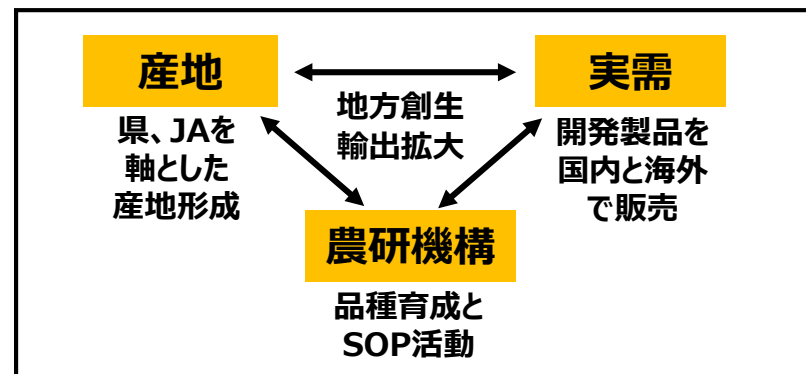 産地
実需
地方創生
輸出拡大
県、JAを
軸とした
産地形成
開発製品を
国内と海外
で販売
農研機構
品種育成と
SOP活動